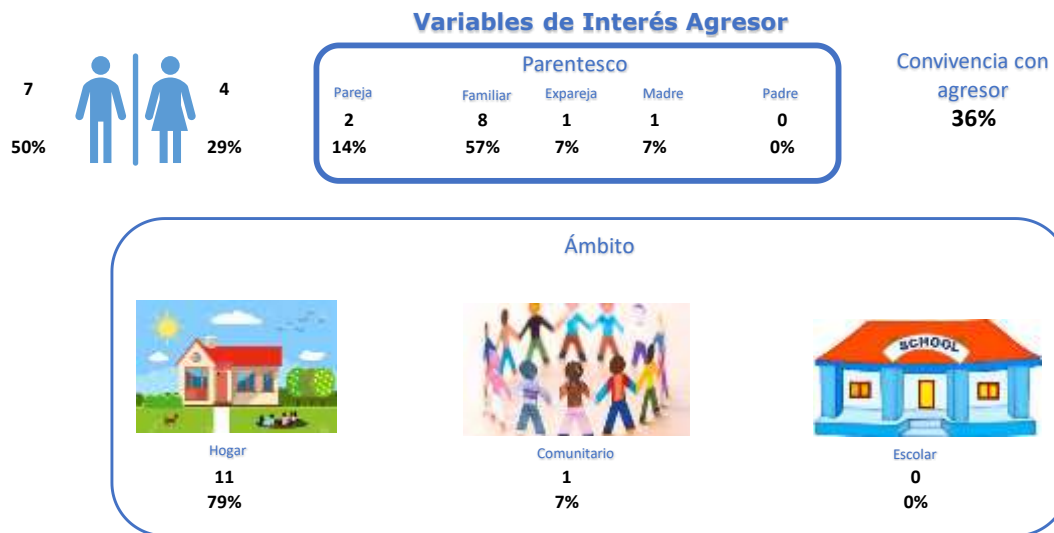 Variables de Interés Agresor
7
4
50%
29%
Parentesco
Pareja Familiar Expareja Madre Padre
2 8 1 1 0
14% 57% 7% 7% 0%
Convivencia con
agresor
36%
Ámbito
SCHOOL
Hogar Comunitario Escolar
11 1 0
79% 7% 0%